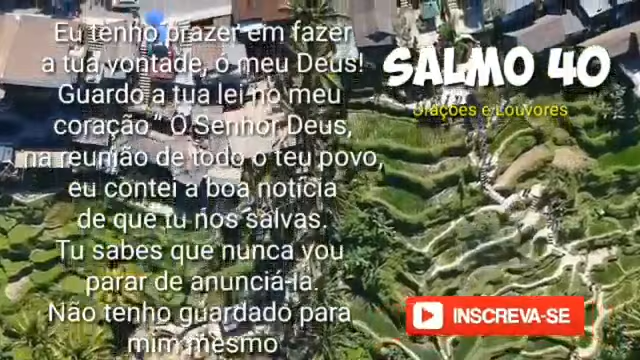 Eu tenho prazer em fazer
a tua vontade, ó meu Deus!
Guardo a tua lei no meu
coração." Ó Senhor Deus,
na reunião de todo o teu povo,
eu contei a boa notícia
de que tu nos salvas.
Tu sabes que nunca vou
parar de anunciá-la.
Não tenho guardado para
mim mesmo
SALMO 40
Orações e Louvores
INSCREVA-SE